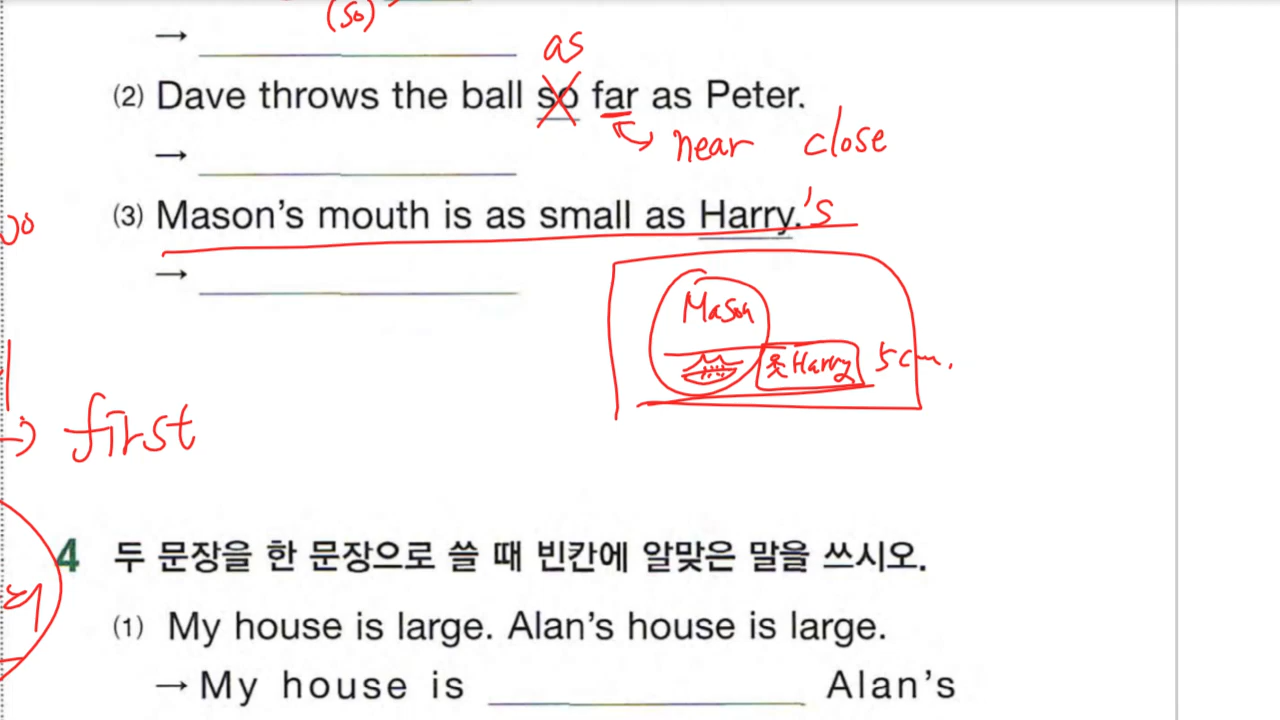 (so)
→
as
(2) Dave throws the ball so far as Peter.
near close
→
(3) Mason's mouth is as small as Harry.'s
→
Mason
Harry 5cm.
→ first
4 두 문장을 한 문장으로 쓸 때 빈칸에 알맞은 말을 쓰시오.
(1) My house is large. Alan's house is large.
→ My house is __________ Alan's